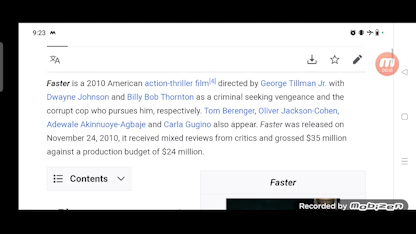 9:23
Faster is a 2010 American action-thriller film[4] directed by George Tillman Jr. with
Dwayne Johnson and Billy Bob Thornton as a criminal seeking vengeance and the
corrupt cop who pursues him, respectively. Tom Berenger, Oliver Jackson-Cohen,
Adewale Akinnuoye-Agbaje and Carla Gugino also appear. Faster was released on
November 24, 2010, it received mixed reviews from critics and grossed $35 million
against a production budget of $24 million.
Contents
Faster
Recorded by Mobizen